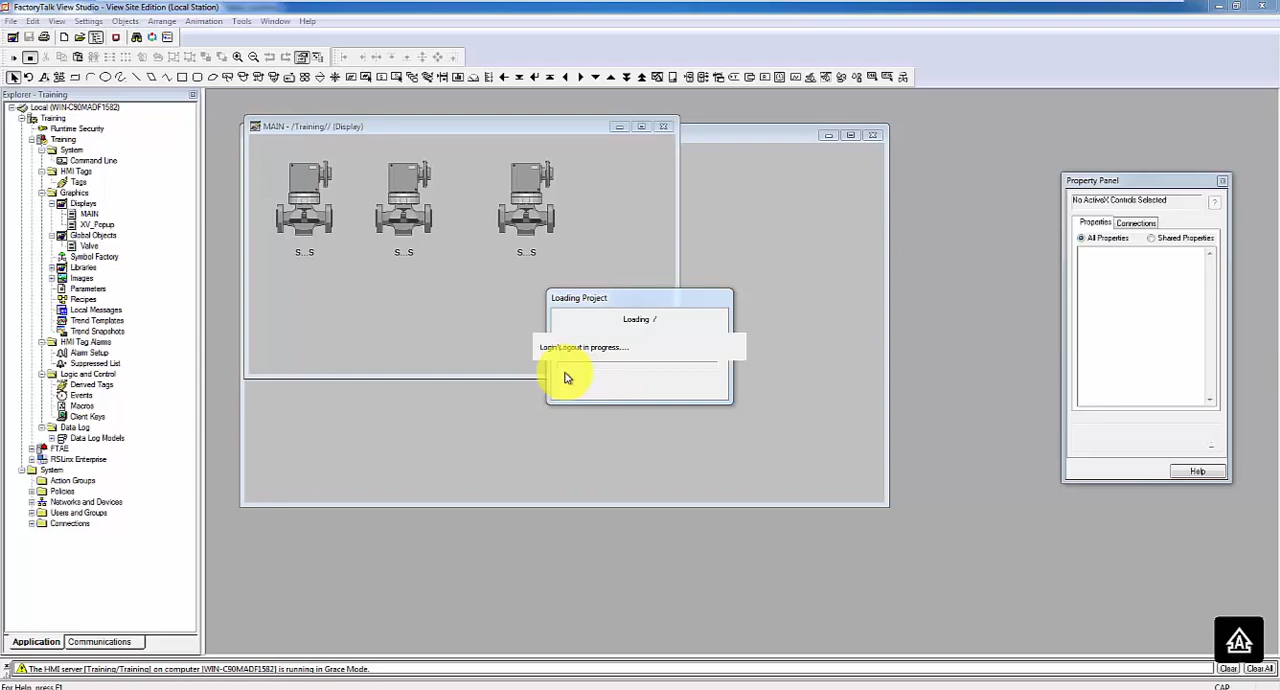 FactoryTalk View Studio - View Site Edition (Local Station)
File Edit View Settings Objects Arrange Animation Tools Window Help
Explorer - Training
Local (WIN-C90MADF1582)
Training
Runtime Security
Training
System
Command Line
HMI Tags
Tags
Graphics
Displays
MAIN
XV_Popup
Global Objects
Valve
Symbol Factory
Libraries
Images
Parameters
Recipes
Local Messages
Trend Templates
Trend Snapshots
HMI Tag Alarms
Alarm Setup
Suppressed List
Logic and Control
Derived Tags
Events
Macros
Client Keys
Data Log
Data Log Models
FTAE
RSLinx Enterprise
System
Action Groups
Policies
Networks and Devices
Users and Groups
Connections
Application Communications
MAIN - /Training// (Display)
S...S S...S S...S
Loading Project
Loading /
Login\Logout in progress.....
Property Panel
No ActiveX Controls Selected
?
Properties Connections
All Properties Shared Properties
Help
A
The HMI server [Training/Training] on computer [WIN-C90MADF1582] is running in Grace Mode.
Clear Clear All
For Help, press F1
CAP